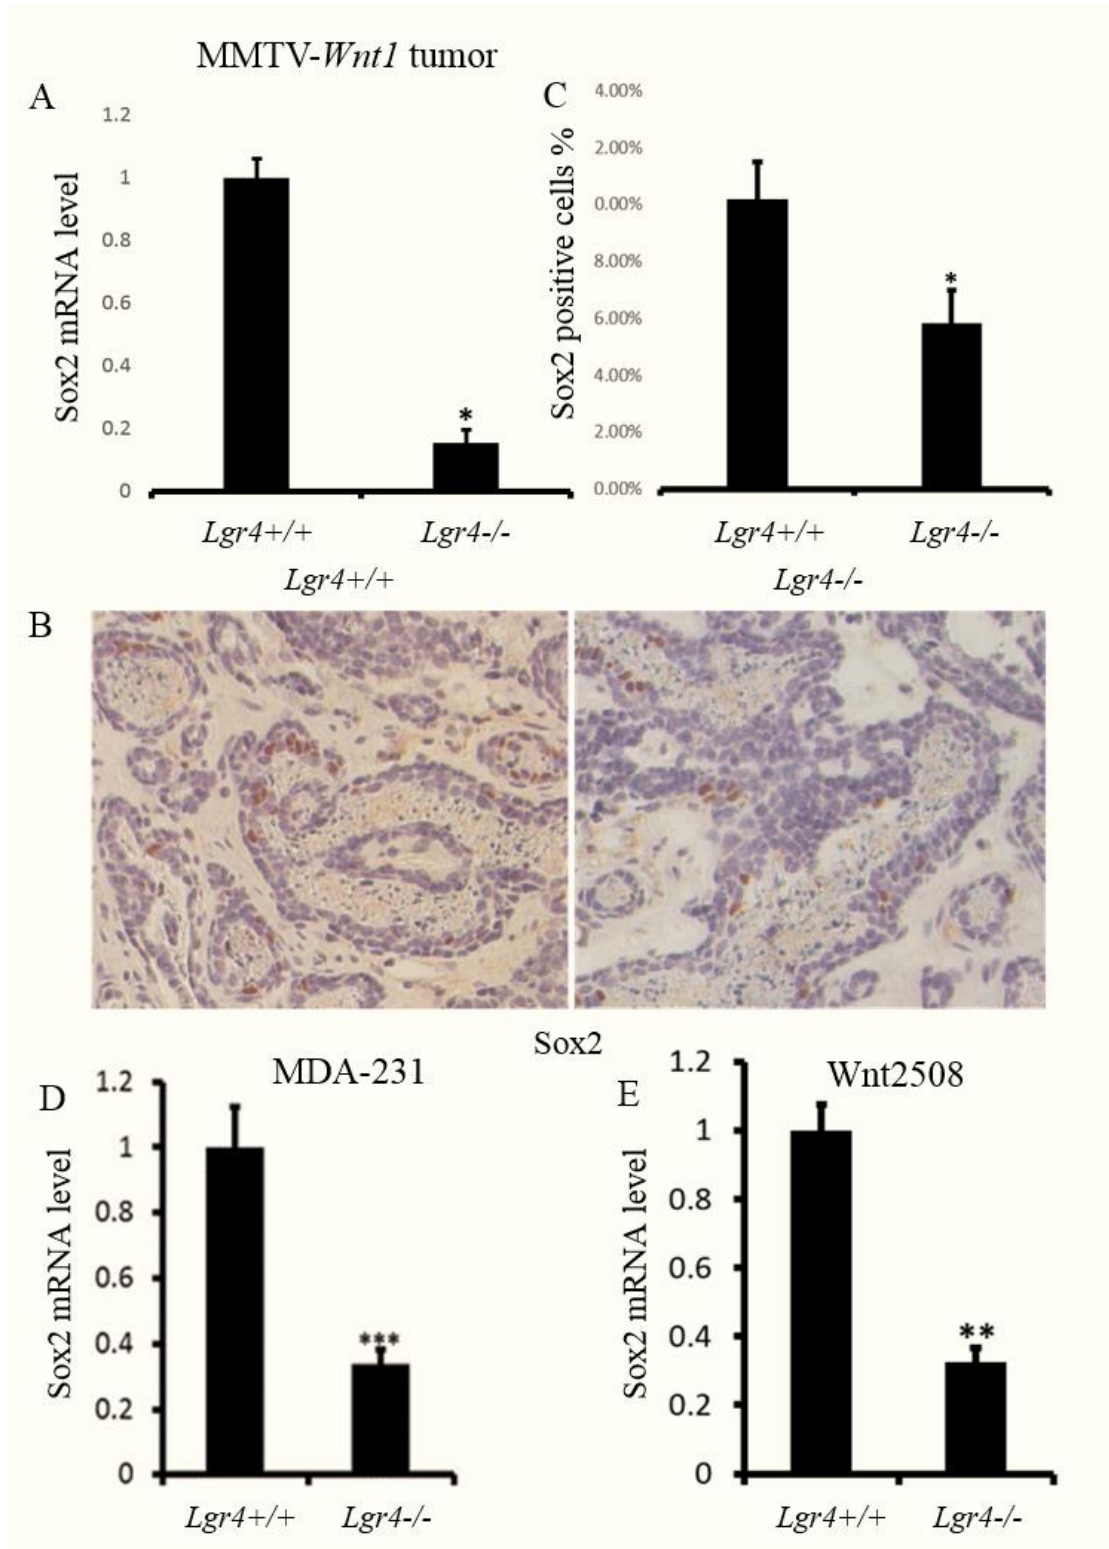 MMTV-Wnt1 tumor
A
Sox2 mRNA level
1.2
1
0.8
0.6
0.4
0.2
0
*
Lgr4+/+
Lgr4-/-
C
Sox2 positive cells %
4.00%
2.00%
0.00%
8.00%
6.00%
4.00%
2.00%
0.00%
*
Lgr4+/+
Lgr4-/-
Lgr4+/+
Lgr4-/-
B
Sox2
D
MDA-231
Sox2 mRNA level
1.2
1
0.8
0.6
0.4
0.2
0
***
Lgr4+/+
Lgr4-/-
E
Wnt2508
Sox2 mRNA level
1.2
1
0.8
0.6
0.4
0.2
0
**
Lgr4+/+
Lgr4-/-